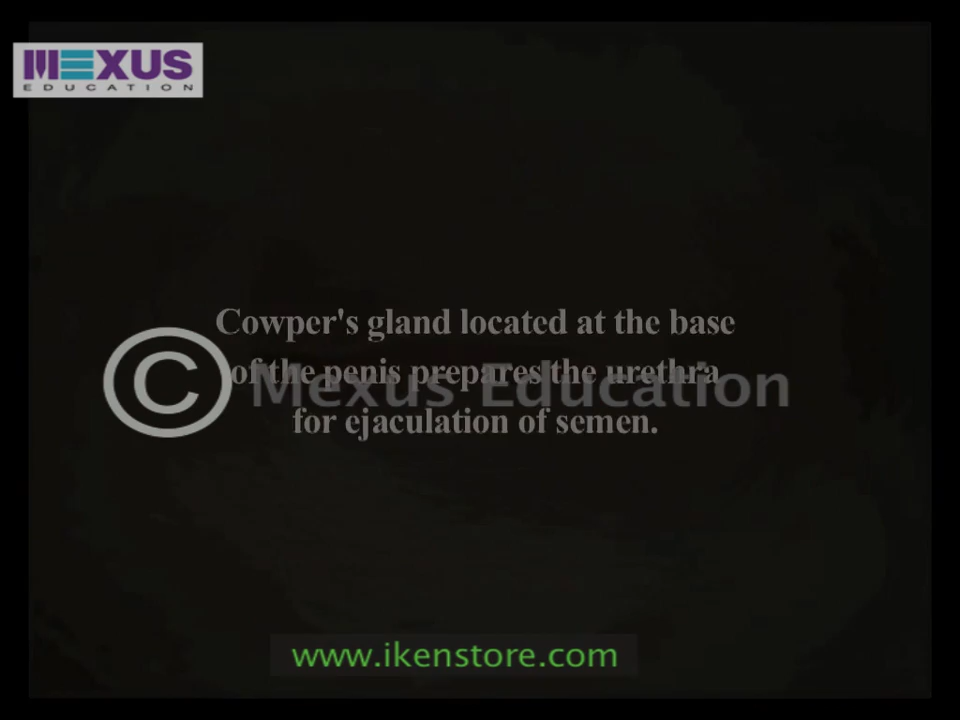 MEXUS
EDUCATION
Cowper's gland located at the base
of the penis prepares the urethra
for ejaculation of semen.
© Mexus Education
www.ikenstore.com